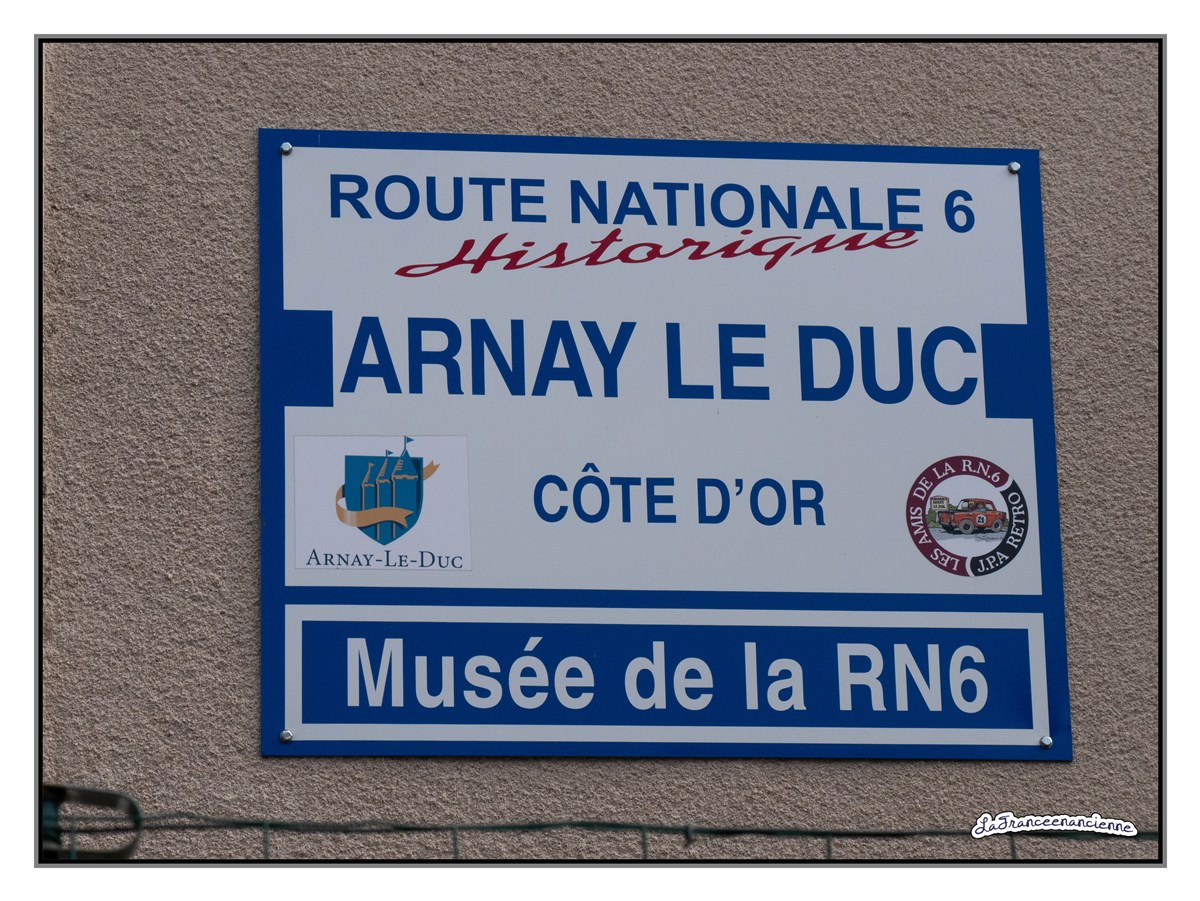 ROUTE NATIONALE 6
Historique
ARNAY LE DUC
CÔTE D'OR
ARNAY-LE-DUC
LES AMIS DE LA R.N.6
J.P.A RETRO
Musée de la RN6
LaFranceenancienne